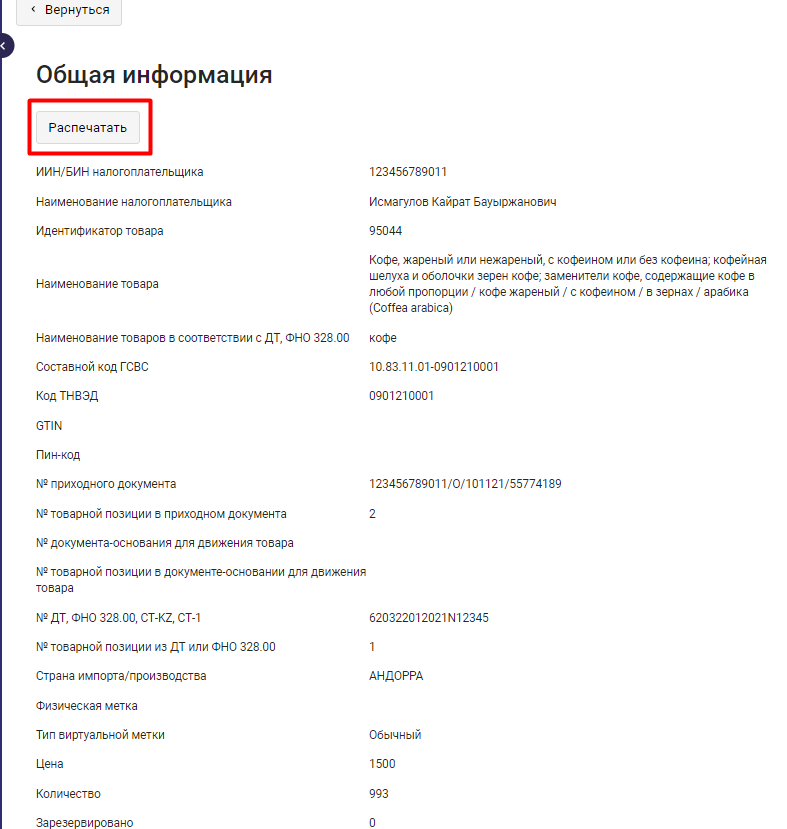 Вернуться
Общая информация
Распечатать
ИИН/БИН налогоплательщика 123456789011
Наименование налогоплательщика Исмагулов Кайрат Бауыржанович
Идентификатор товара 95044
Наименование товара Кофе, жареный или нежареный, с кофеином или без кофеина; кофейная
шелуха и оболочки зерен кофе; заменители кофе, содержащие кофе в
любой пропорции / кофе жареный / с кофеином / в зернах / арабика
(Coffea arabica)
Наименование товаров в соответствии с ДТ, ФНО 328.00 кофе
Составной код ГСВС 10.83.11.01-0901210001
Код ТНВЭД 0901210001
GTIN
Пин-код
№ приходного документа 123456789011/О/101121/55774189
№ товарной позиции в приходном документа 2
№ документа-основания для движения товара
№ товарной позиции в документе-основании для движения
товара
№ ДТ, ФНО 328.00, СТ-KZ, СТ-1 620322012021N12345
№ товарной позиции из ДТ или ФНО 328.00 1
Страна импорта/производства АНДОРРА
Физическая метка
Тип виртуальной метки Обычный
Цена 1500
Количество 993
Зарезервировано 0